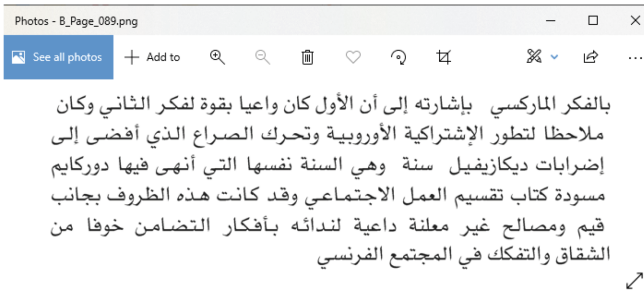 Photos - B_Page_089.png
See all photos + Add to
بالفكر الماركسي بإشارته إلى أن الأول كان واعيا بقوة لفكر الثاني وكان
ملاحظا لتطور الإشتراكية الأوروبية وتحرك الصراع الذي أفضى إلى
إضرابات ديكازيفيل سنة وهي السنة نفسها التي أنهى فيها دوركايم
مسودة كتاب تقسيم العمل الاجتماعي وقد كانت هذه الظروف بجانب
قيم ومصالح غير معلنة داعية لندائه بأفكار التضامن خوفا من
الشقاق والتفكك في المجتمع الفرنسي